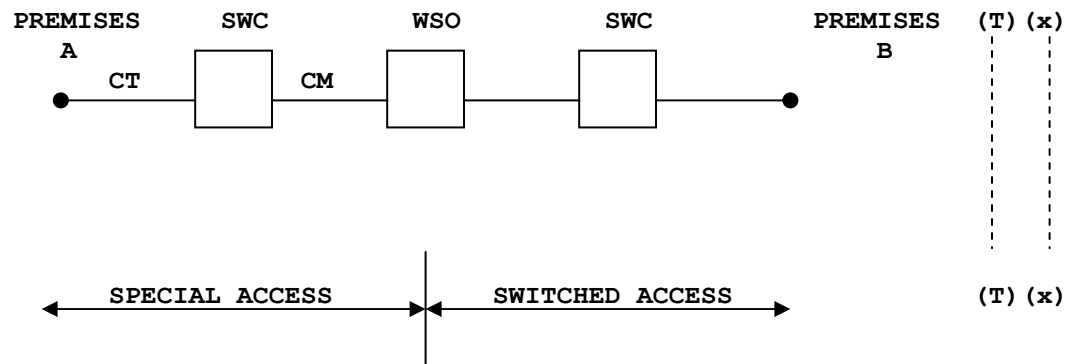 PREMISES SWC WSO SWC PREMISES (T) (x)
A B
CT CM
SPECIAL ACCESS SWITCHED ACCESS (T) (x)